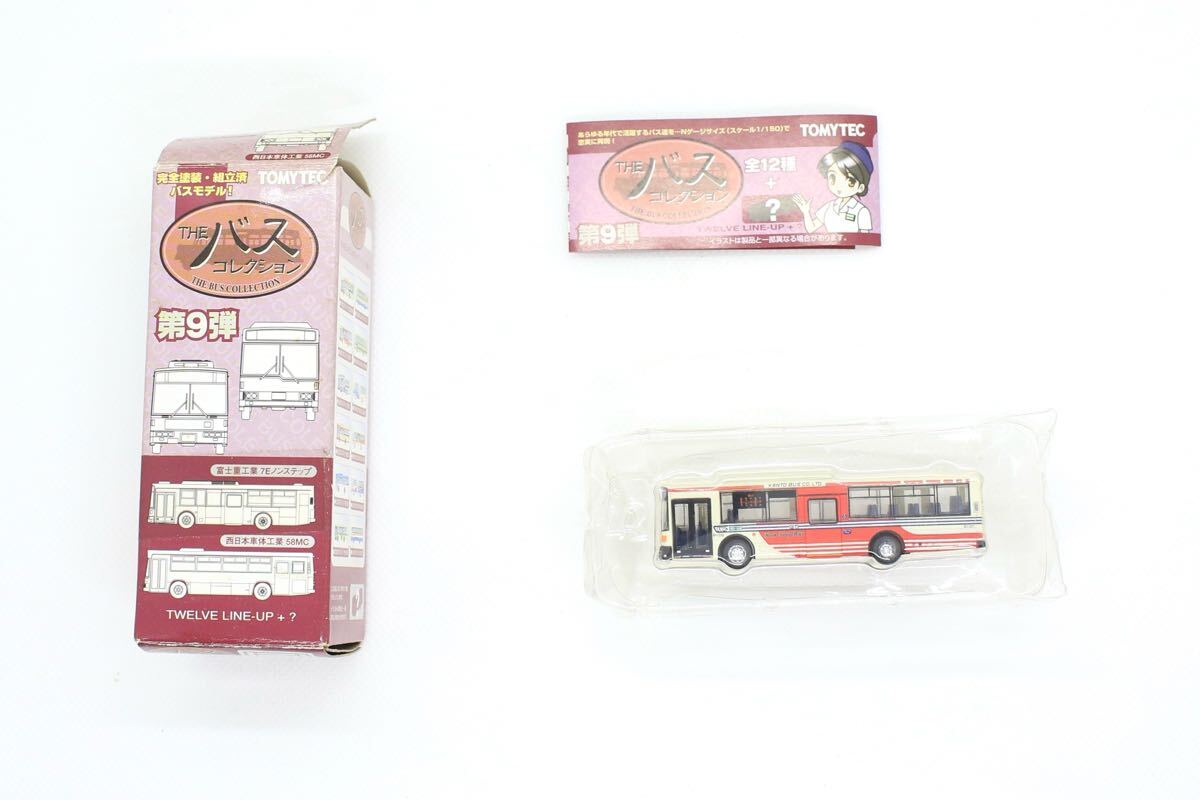 西日本車体工業 58MC
完全塗装・組立済
バスモデル!
TOMYTEC
THE バス
コレクション
THE BUS COLLECTION
第9弾
富士重工業 7Eノンステップ
西日本車体工業 58MC
TWELVE LINE-UP + ?
あらゆる年代で活躍するバス達を…Nゲージサイズ(スケール1/150)で
忠実に再現!
TOMYTEC
THE バス
コレクション
THE BUS COLLECTION
全12種
+
?
第9弾
TWELVE LINE-UP + ?
イラストは製品と一部異なる場合があります。
KANTO BUS CO.,LTD.